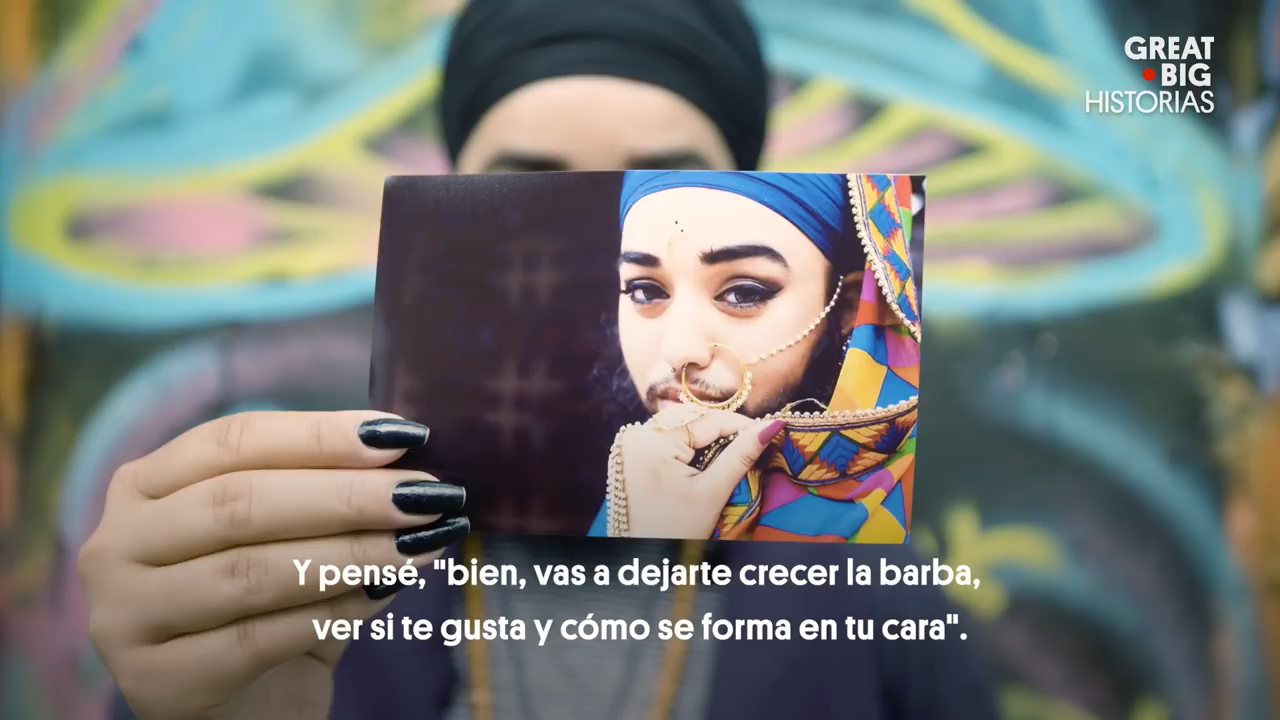 GREAT
BIG
HISTORIAS
Y pensé, "bien, vas a dejarte crecer la barba,
ver si te gusta y cómo se forma en tu cara".